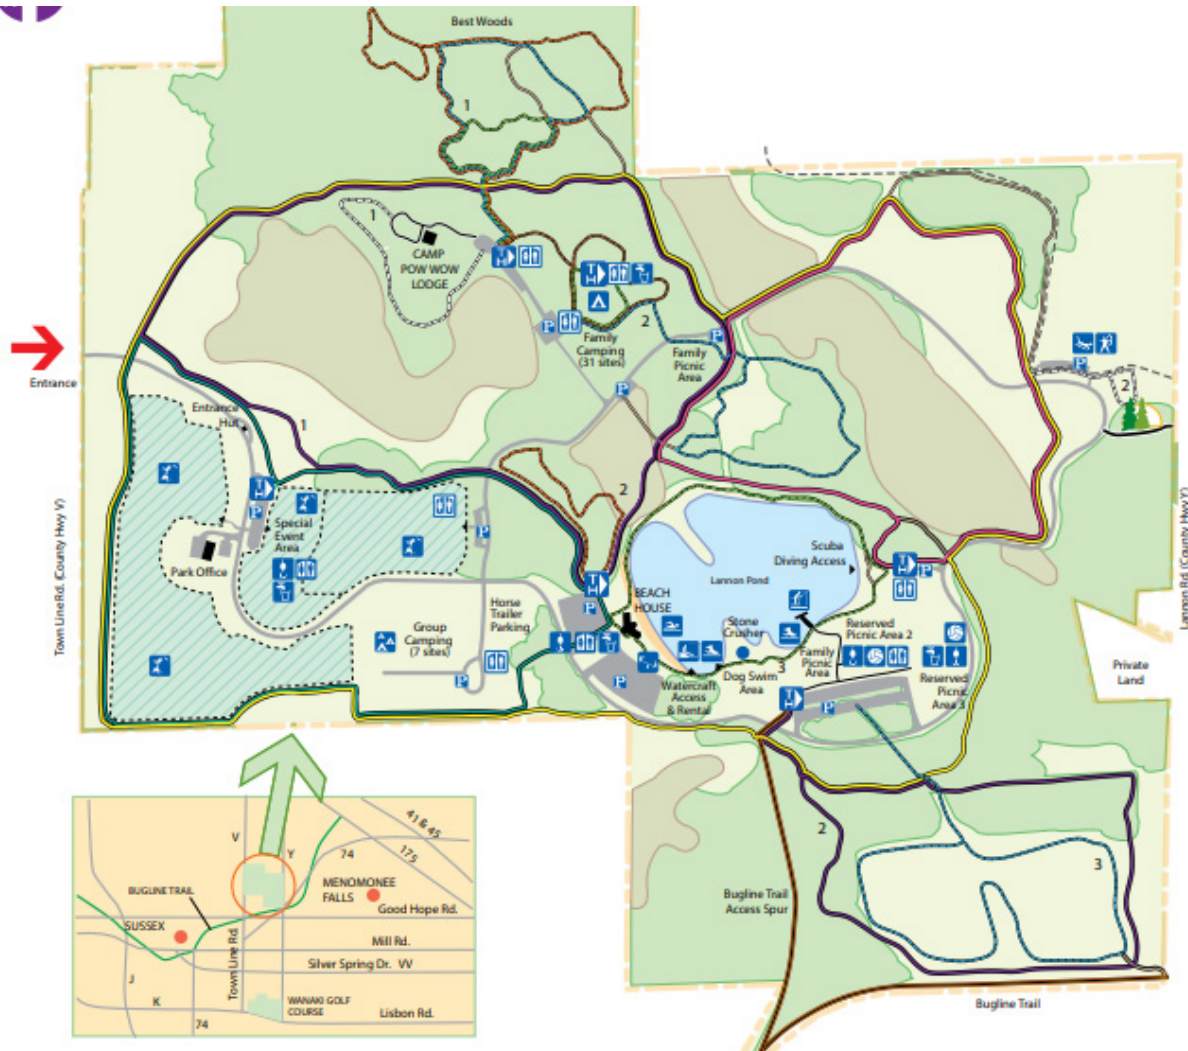 Best Woods
1
1
CAMP
POW WOW
LODGE
T
H
T
H
2
P
Family
Camping
(31 sites)
P
Family
Picnic
Area
P
P
2
Entrance
Entrance
Hut
1
2
T
H
P
Special
Event
Area
P
Park Office
Town Line Rd. (County Hwy V)
Lannon Rd. (County Hwy Y)
Scuba
Diving Access
Lannon Pond
T
H
P
T
H
P
BEACH
HOUSE
Horse
Trailer
Parking
Group
Camping
(7 sites)
P
P
Stone
Crusher
Reserved
Picnic Area 2
Family
Picnic
Area
3
Dog Swim
Area
Watercraft
Access
& Rental
Reserved
Picnic
Area 3
T
H
P
Private
Land
2
3
Bugline Trail
Access Spur
Bugline Trail
41 & 45
V
Y
74
175
BUGLINE TRAIL
MENOMONEE
FALLS
Good Hope Rd.
SUSSEX
Mill Rd.
Town Line Rd.
Silver Spring Dr. VV
J
K
WANAKI GOLF
COURSE
Lisbon Rd.
74